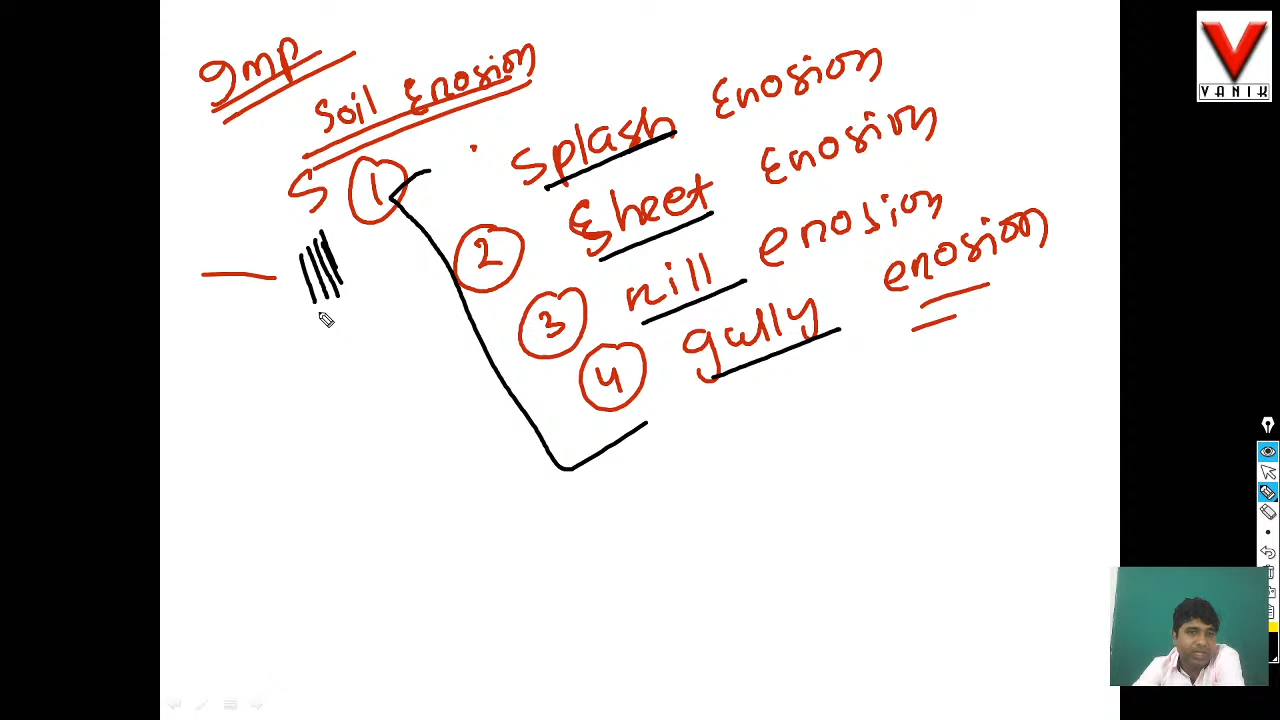 Imp
Soil Erosion
S ① Splash Erosion
② Sheet Erosion
③ rill erosion
④ gully erosion
V
VANIK